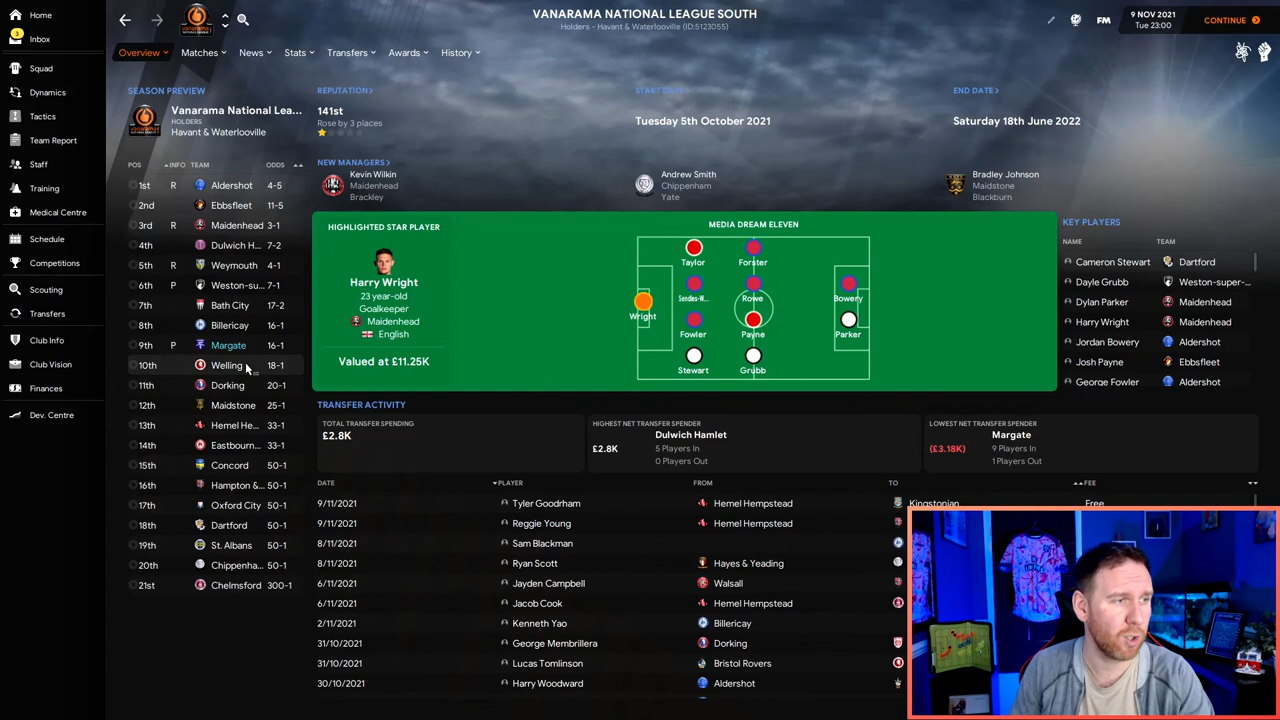 VANARAMA NATIONAL LEAGUE SOUTH
Holders - Havant & Waterlooville (ID:5123D55)
FM
9 NOV 2021
Tue 23:00
CONTINUE
Home
3
Inbox
Squad
Dynamics
Tactics
Team Report
Staff
Training
Medical Centre
Schedule
Competitions
Scouting
Transfers
Club Info
Club Vision
Finances
Dev. Centre
Overview
Matches
News
Stats
Transfers
Awards
History
SEASON PREVIEW
Vanarama National Lea...
HOLDERS
Havant & Waterlooville
POS INFO TEAM ODDS
1st R Aldershot 4-5
2nd Ebbsfleet 11-5
3rd R Maidenhead 3-1
4th Dulwich H... 7-2
5th R Weymouth 4-1
6th P Weston-su... 7-1
7th Bath City 17-2
8th Billericay 16-1
9th P Margate 16-1
10th Welling 18-1
11th Dorking 20-1
12th Maidstone 25-1
13th Hemel He... 33-1
14th Eastbourn... 33-1
15th Concord 50-1
16th Hampton &... 50-1
17th Oxford City 50-1
18th Dartford 50-1
19th St. Albans 50-1
20th Chippenha... 50-1
21st Chelmsford 300-1
REPUTATION
141st
Rose by 3 places
START DATE
Tuesday 5th October 2021
END DATE
Saturday 18th June 2022
NEW MANAGERS
Kevin Wilkin
Maidenhead
Brackley
Andrew Smith
Chippenham
Yate
Bradley Johnson
Maidstone
Blackburn
HIGHLIGHTED STAR PLAYER
Harry Wright
23 year-old
Goalkeeper
Maidenhead
English
Valued at £11.25K
MEDIA DREAM ELEVEN
Taylor
Forster
Sendles-W...
Rowe
Bowery
Wright
Fowler
Payne
Parker
Stewart
Grubb
KEY PLAYERS
NAME TEAM
Cameron Stewart Dartford
Dayle Grubb Weston-super-...
Dylan Parker Maidenhead
Harry Wright Maidenhead
Jordan Bowery Aldershot
Josh Payne Ebbsfleet
George Fowler Aldershot
TRANSFER ACTIVITY
TOTAL TRANSFER SPENDING
£2.8K
HIGHEST NET TRANSFER SPENDER
£2.8K
Dulwich Hamlet
5 Players In
0 Players Out
LOWEST NET TRANSFER SPENDER
(£3.18K)
Margate
9 Players In
1 Players Out
DATE PLAYER FROM TO FEE
9/11/2021 Tyler Goodrham Hemel Hempstead Kingstonian Free
9/11/2021 Reggie Young Hemel Hempstead
8/11/2021 Sam Blackman
8/11/2021 Ryan Scott Hayes & Yeading
6/11/2021 Jayden Campbell Walsall
6/11/2021 Jacob Cook Hemel Hempstead
2/11/2021 Kenneth Yao Billericay
31/10/2021 George Membrillera Dorking
31/10/2021 Lucas Tomlinson Bristol Rovers
30/10/2021 Harry Woodward Aldershot